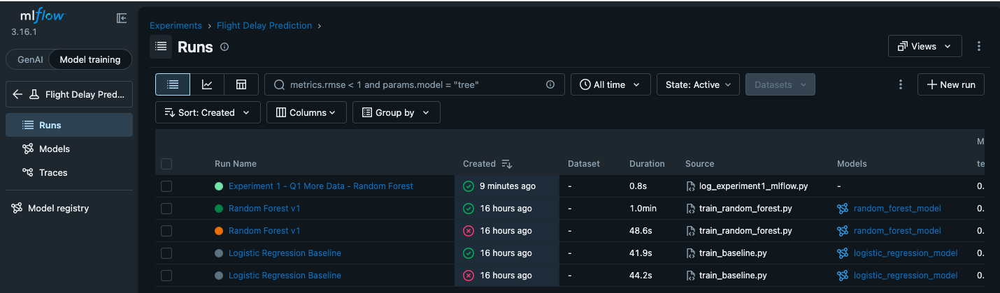 mlflow
3.16.1
GenAI Model training
Flight Delay Pred...
Runs
Models
Traces
Model registry
Experiments > Flight Delay Prediction >
Runs
Views
metrics.rmse < 1 and params.model = "tree"
All time
State: Active
Datasets
New run
Sort: Created
Columns
Group by
M
Run Name Created Dataset Duration Source Models te
Experiment 1 - Q1 More Data - Random Forest 9 minutes ago - 0.8s log_experiment1_mlflow.py - 0.
Random Forest v1 16 hours ago - 1.0min train_random_forest.py random_forest_model 0.
Random Forest v1 16 hours ago - 48.6s train_random_forest.py random_forest_model 0.
Logistic Regression Baseline 16 hours ago - 41.9s train_baseline.py logistic_regression_model 0.
Logistic Regression Baseline 16 hours ago - 44.2s train_baseline.py logistic_regression_model 0.